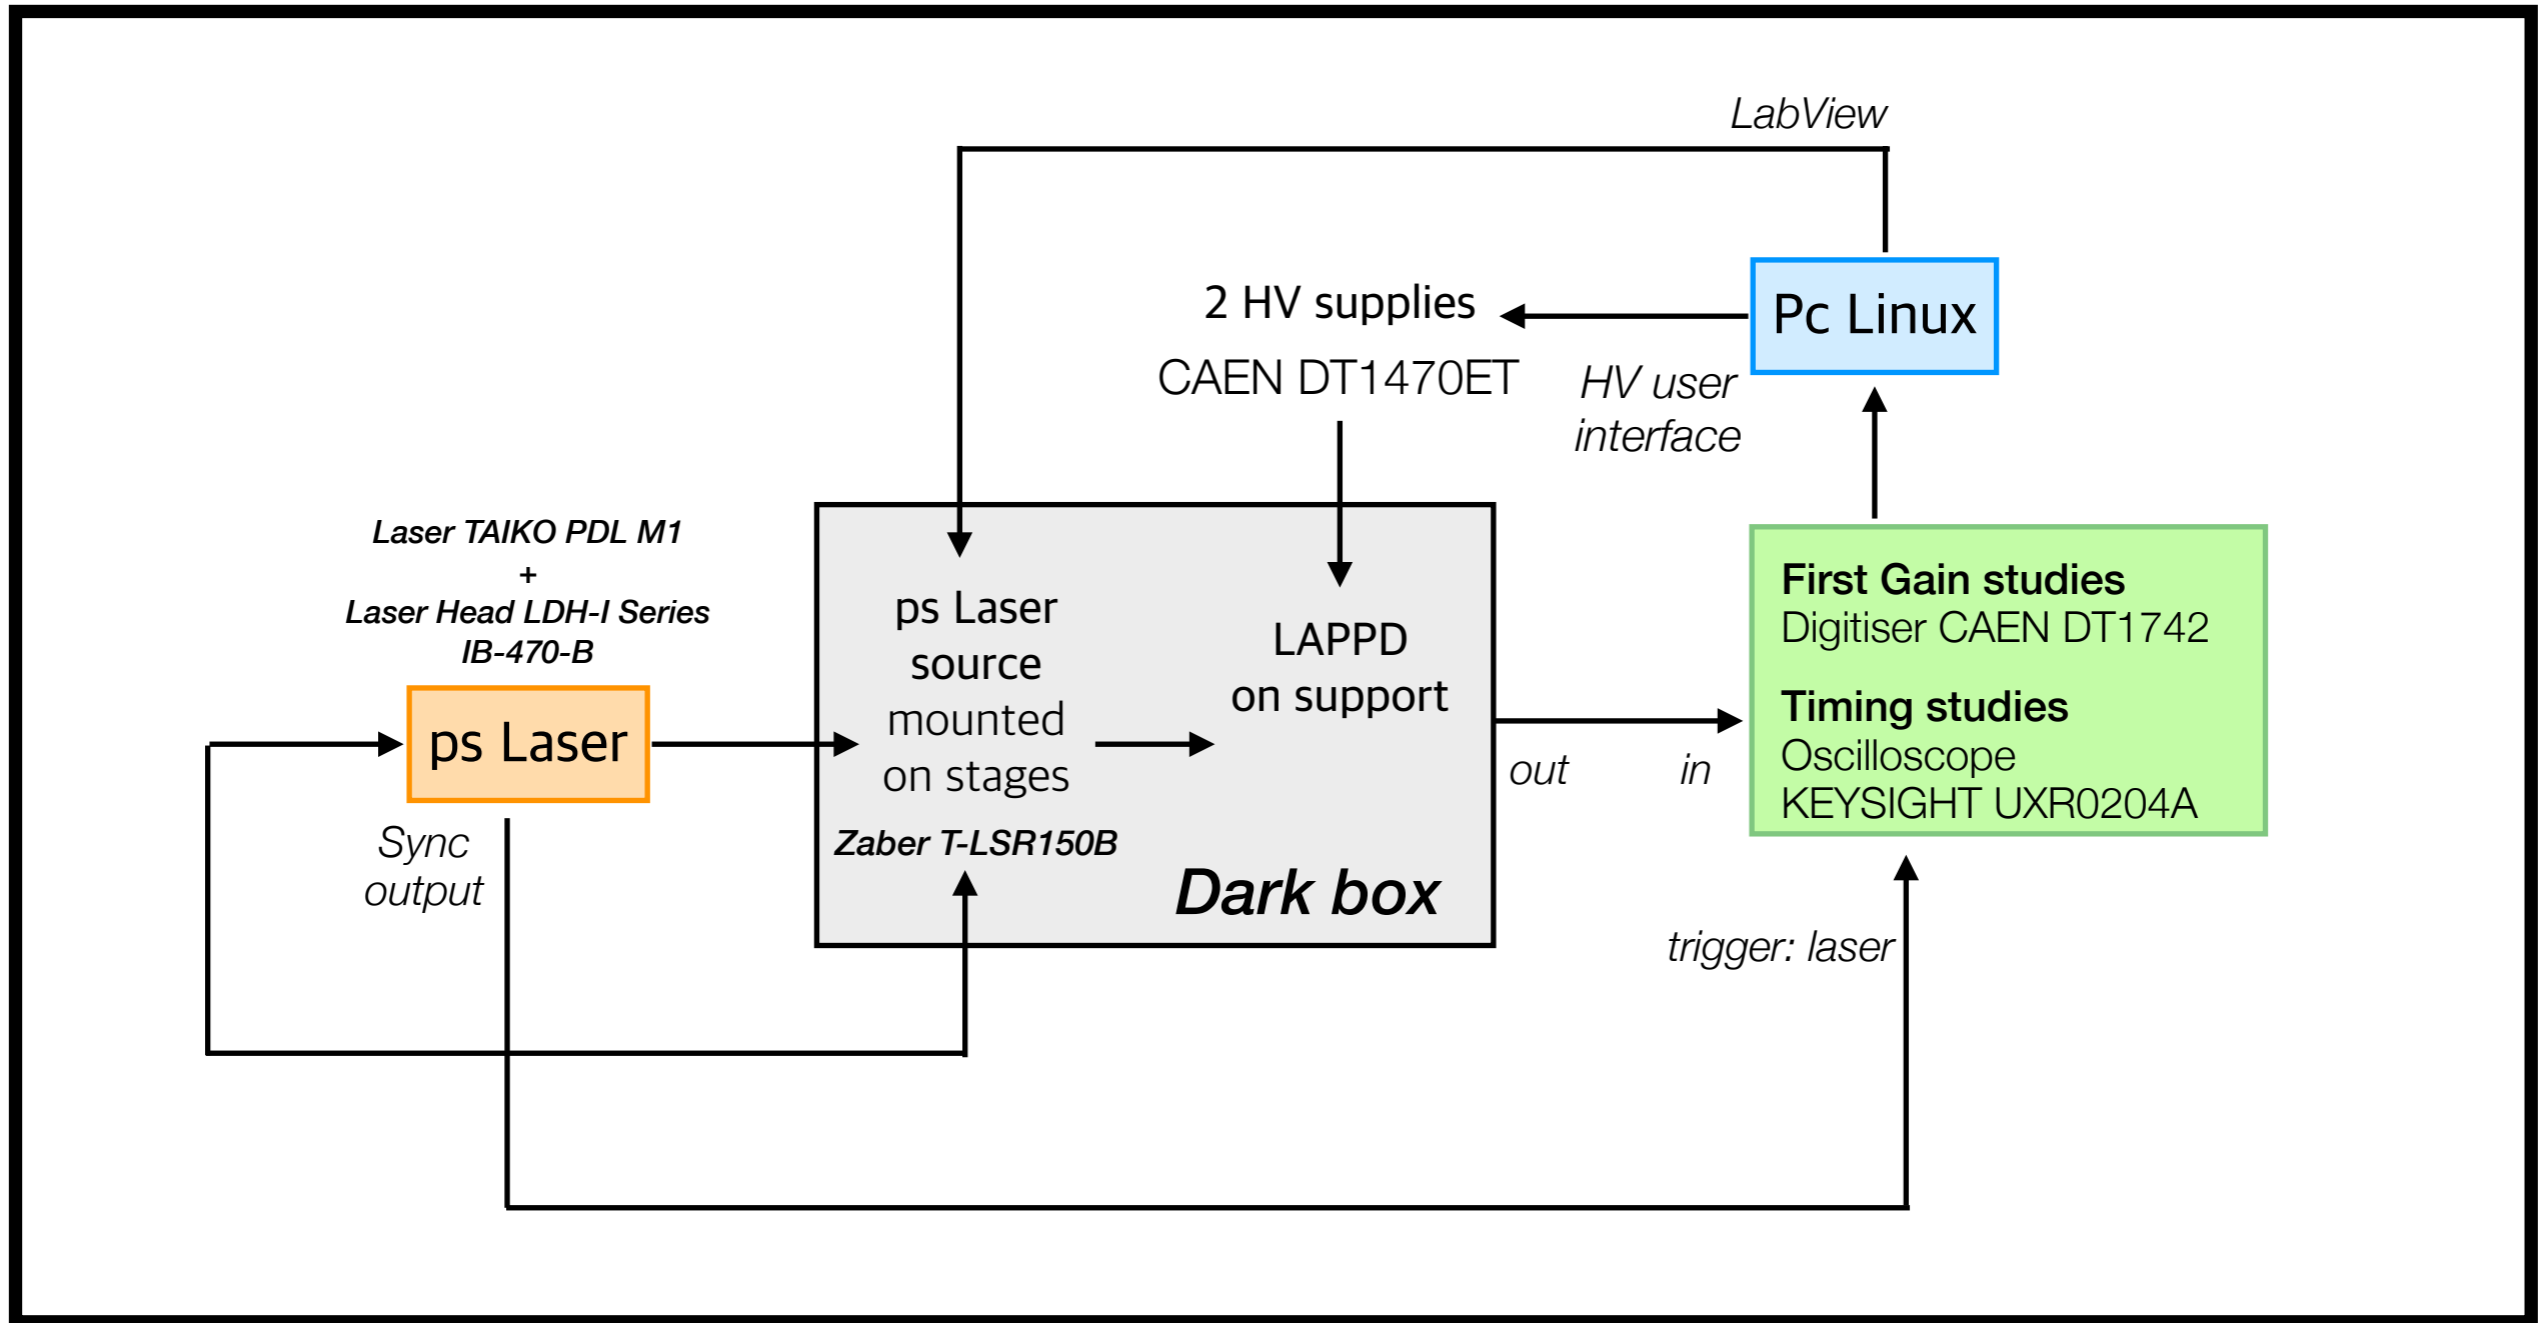 LabView
2 HV supplies
CAEN DT1470ET
Pc Linux
HV user
interface
Laser TAIKO PDL M1
+
Laser Head LDH-I Series
IB-470-B
ps Laser
Sync
output
ps Laser
source
mounted
on stages
Zaber T-LSR150B
LAPPD
on support
Dark box
out
in
First Gain studies
Digitiser CAEN DT1742
Timing studies
Oscilloscope
KEYSIGHT UXR0204A
trigger: laser